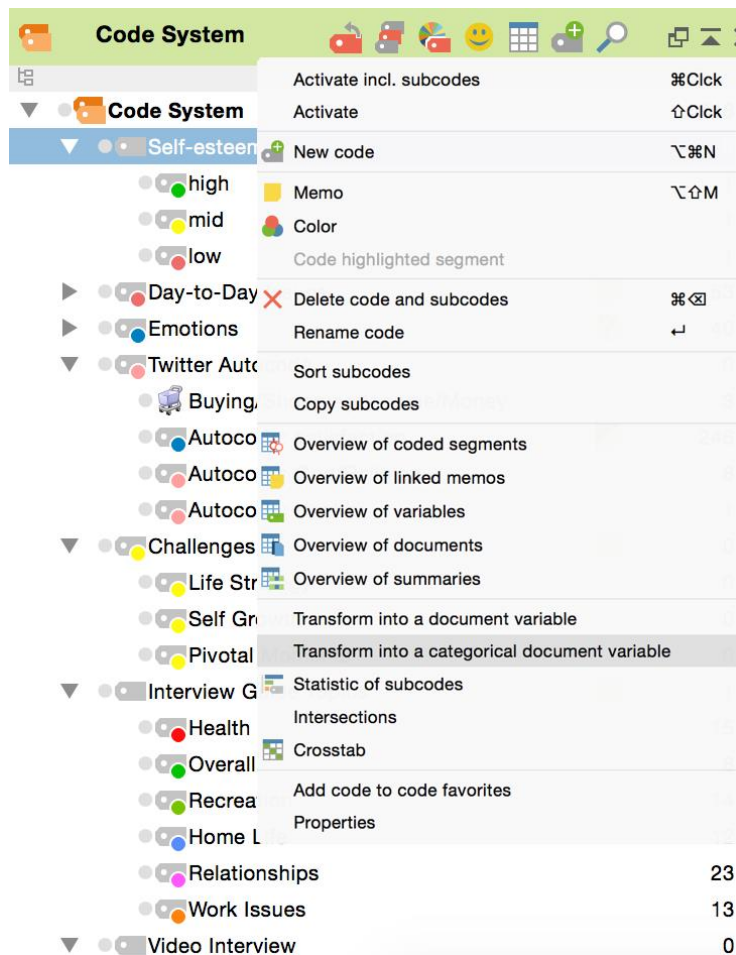 Code System
Activate incl. subcodes ⌘Clck
Code System
Activate ⇧Clck
Self-esteem
New code ⌥⌘N
high
Memo ⌥⇧M
mid
Color
low
Code highlighted segment
Day-to-Day
Delete code and subcodes ⌘⌫
Emotions
Rename code ↵
Twitter Autoc
Sort subcodes
Buying/
Copy subcodes
Autoco
Overview of coded segments
Autoco
Overview of linked memos
Autoco
Overview of variables
Challenges
Overview of documents
Life Str
Overview of summaries
Self Gr
Transform into a document variable
Pivotal
Transform into a categorical document variable
Interview G
Statistic of subcodes
Health
Intersections
Overall
Crosstab
Recrea
Add code to code favorites
Home L
Properties
Relationships 23
Work Issues 13
Video Interview 0